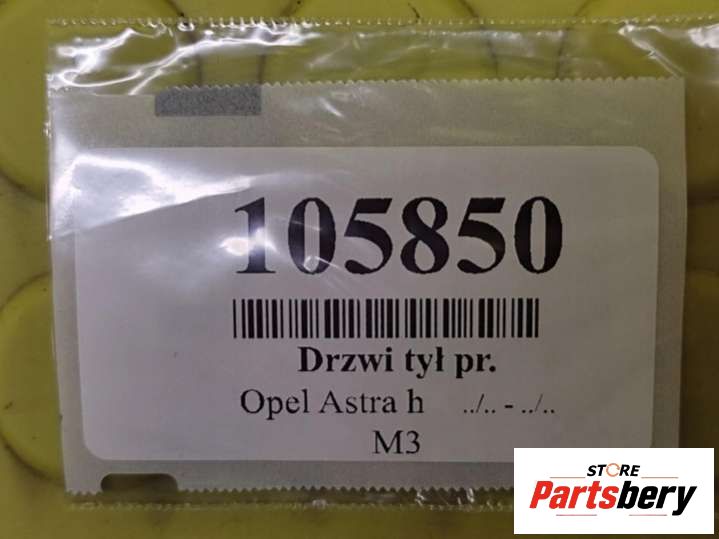 105850
Drzwi tył pr.
Opel Astra h ../.. - ../..
M3
STORE
Partsbery